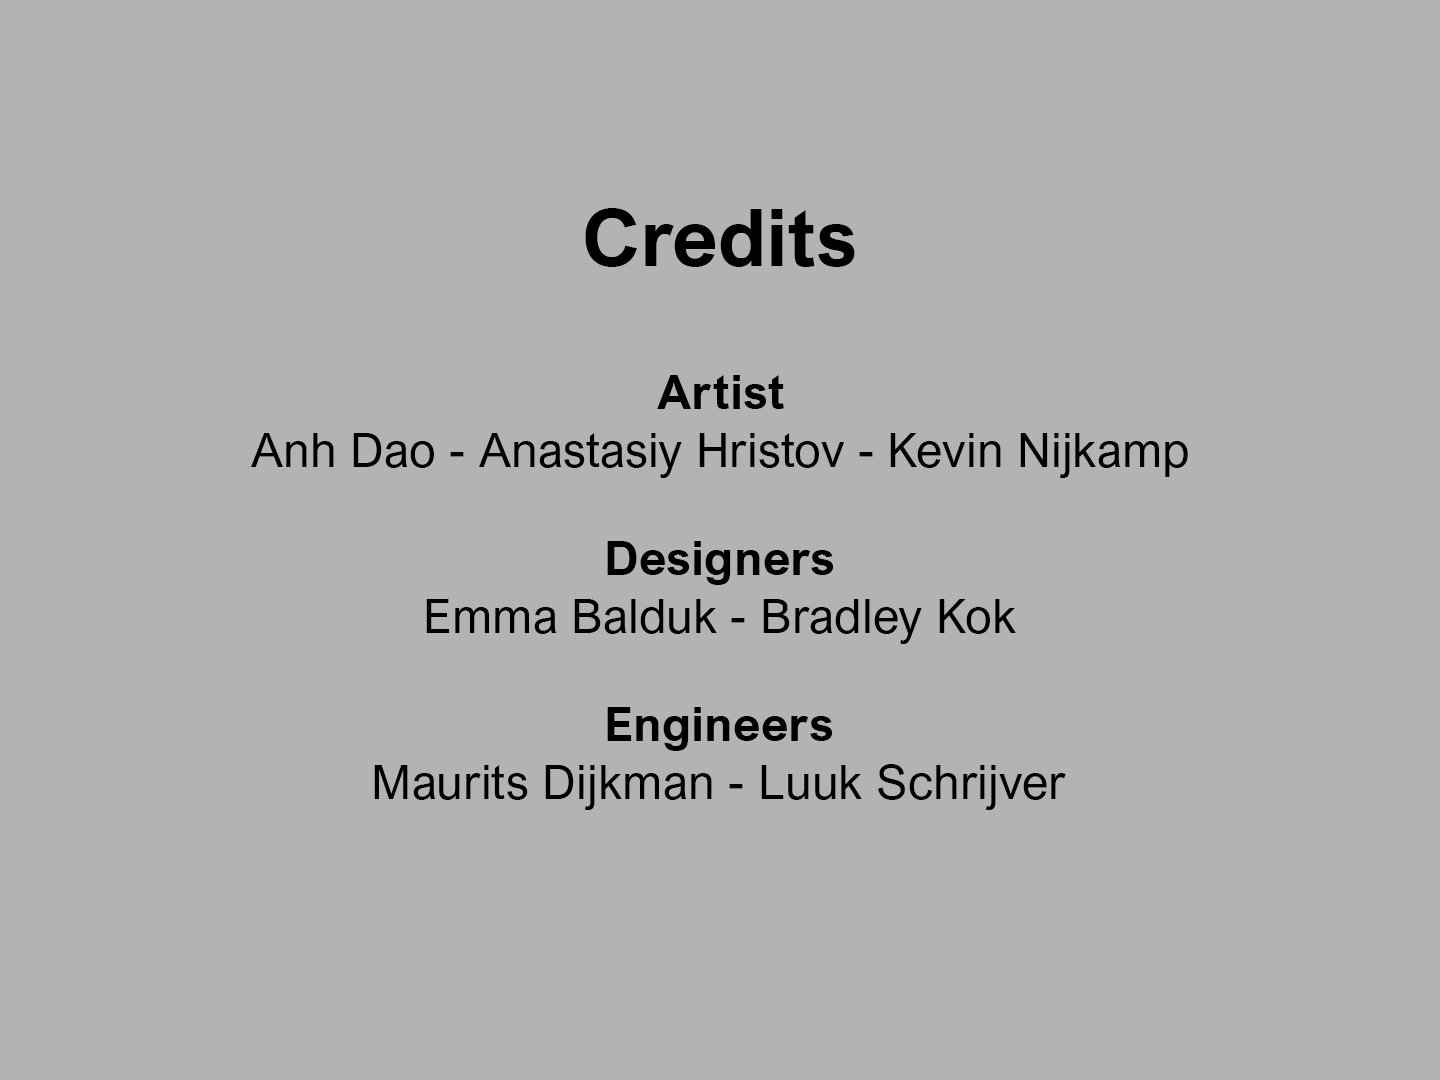 Credits
Artist
Anh Dao - Anastasiy Hristov - Kevin Nijkamp
Designers
Emma Balduk - Bradley Kok
Engineers
Maurits Dijkman - Luuk Schrijver